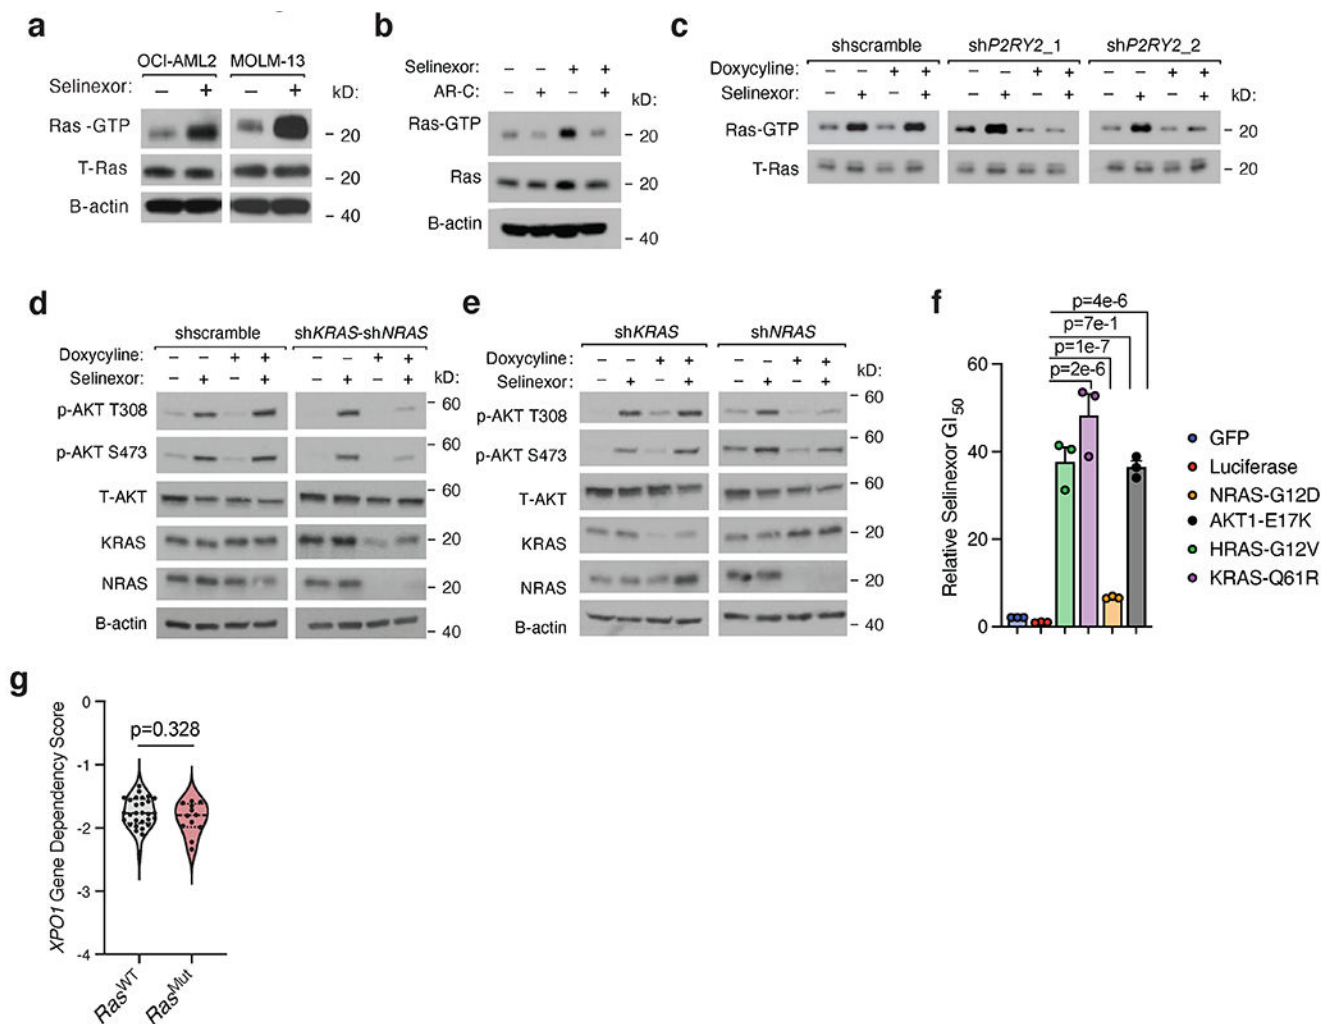 a
OCI-AML2 MOLM-13
Selinexor: – + – + kD:
Ras -GTP – 20
T-Ras – 20
B-actin – 40
b
Selinexor: – – + +
AR-C: – + – + kD:
Ras-GTP – 20
Ras – 20
B-actin – 40
c
shscramble shP2RY2_1 shP2RY2_2
Doxycyline: – – + + – – + + – – + +
Selinexor: – + – + – + – + – + – + kD:
Ras-GTP – 20
T-Ras – 20
d
shscramble shKRAS-shNRAS
Doxycyline: – – + + – – + +
Selinexor: – + – + – + – + kD:
p-AKT T308 – 60
p-AKT S473 – 60
T-AKT – 60
KRAS – 20
NRAS – 20
B-actin – 40
e
shKRAS shNRAS
Doxycyline: – – + + – – + +
Selinexor: – + – + – + – + kD:
p-AKT T308 – 60
p-AKT S473 – 60
T-AKT – 60
KRAS – 20
NRAS – 20
B-actin – 40
f
p=4e-6
p=7e-1
p=1e-7
p=2e-6
Relative Selinexor GI50
60
40
20
0
GFP
Luciferase
NRAS-G12D
AKT1-E17K
HRAS-G12V
KRAS-Q61R
g
XPO1 Gene Dependency Score
0
-1
-2
-3
-4
p=0.328
RasWT
RasMut